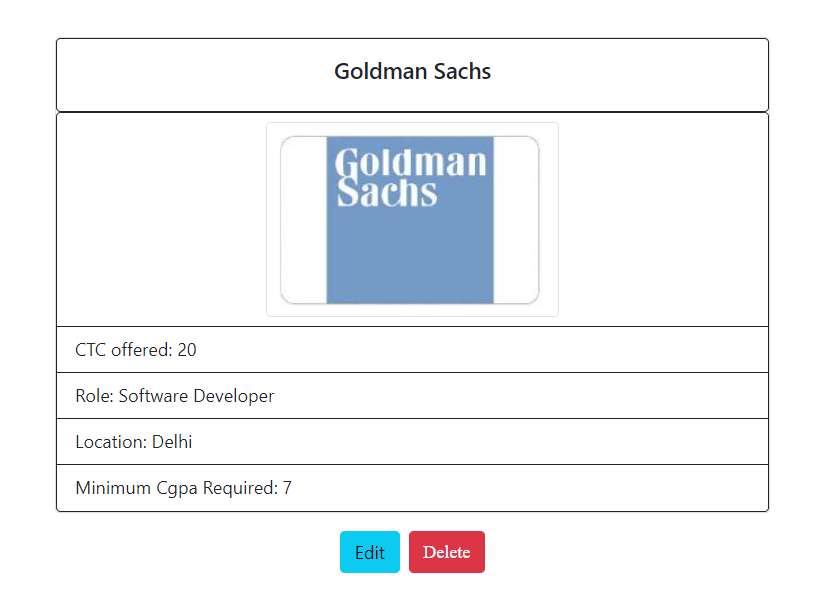 Goldman Sachs
Goldman
Sachs
CTC offered: 20
Role: Software Developer
Location: Delhi
Minimum Cgpa Required: 7
Edit Delete